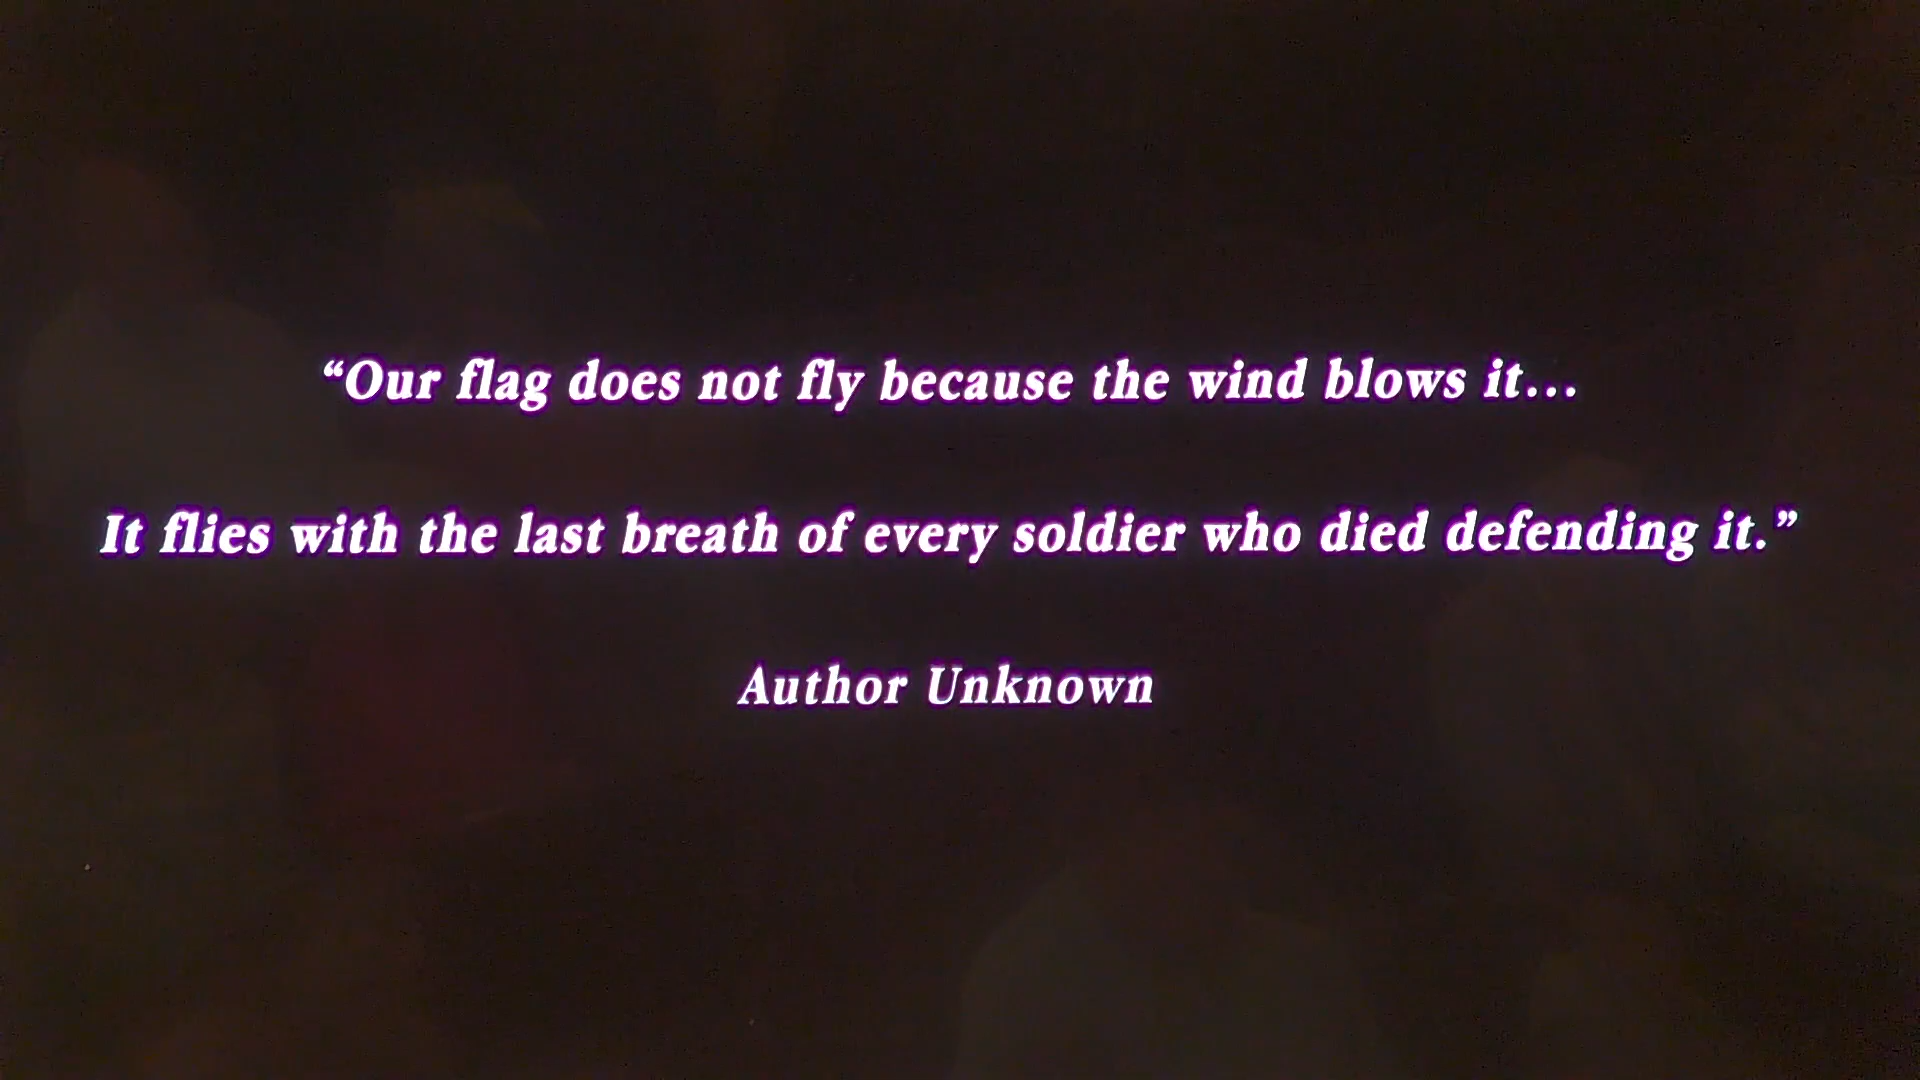 “Our flag does not fly because the wind blows it...
It flies with the last breath of every soldier who died defending it.”
Author Unknown